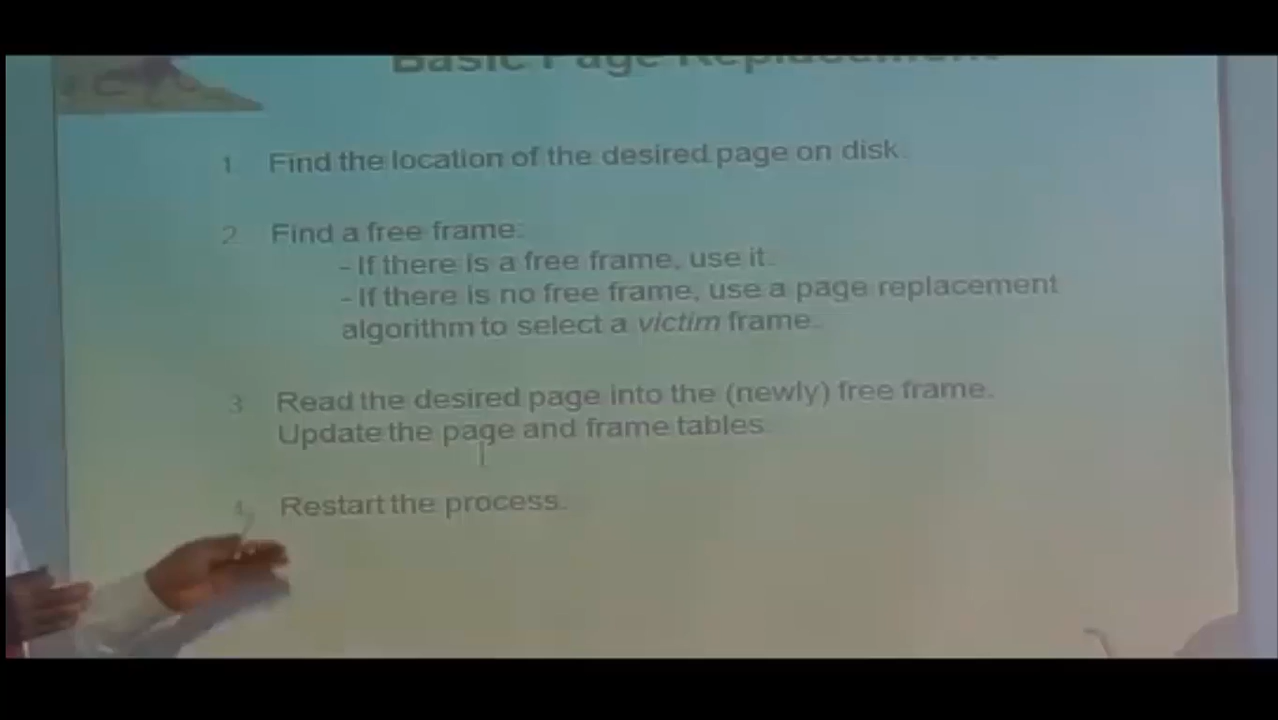 Basic Page Replacement
1. Find the location of the desired page on disk.
2. Find a free frame:
- If there is a free frame, use it.
- If there is no free frame, use a page replacement
algorithm to select a victim frame.
3. Read the desired page into the (newly) free frame.
Update the page and frame tables.
4. Restart the process.